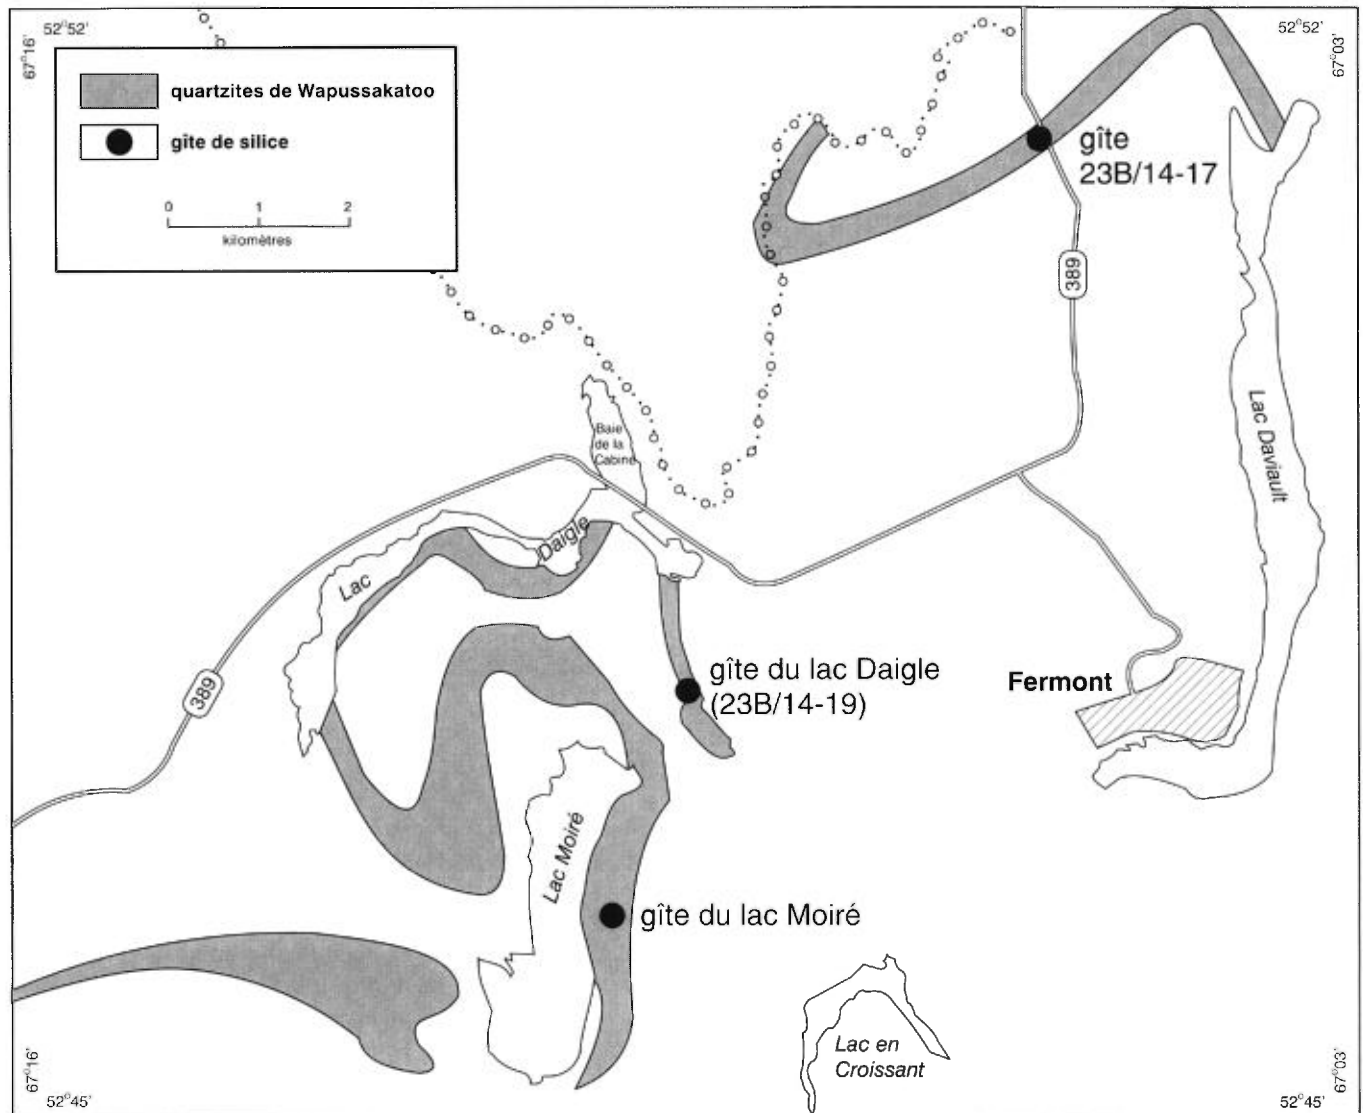 52°52'
52°52'
67°16'
67°03'
quartzites de Wapussakatoo
gîte de silice
0 1 2
kilomètres
gîte
23B/14-17
389
Lac Daviault
Baie
de la
Cabine
Lac Daigle
389
gîte du lac Daigle
(23B/14-19)
Fermont
Lac Moiré
gîte du lac Moiré
Lac en
Croissant
67°16'
67°03'
52°45'
52°45'